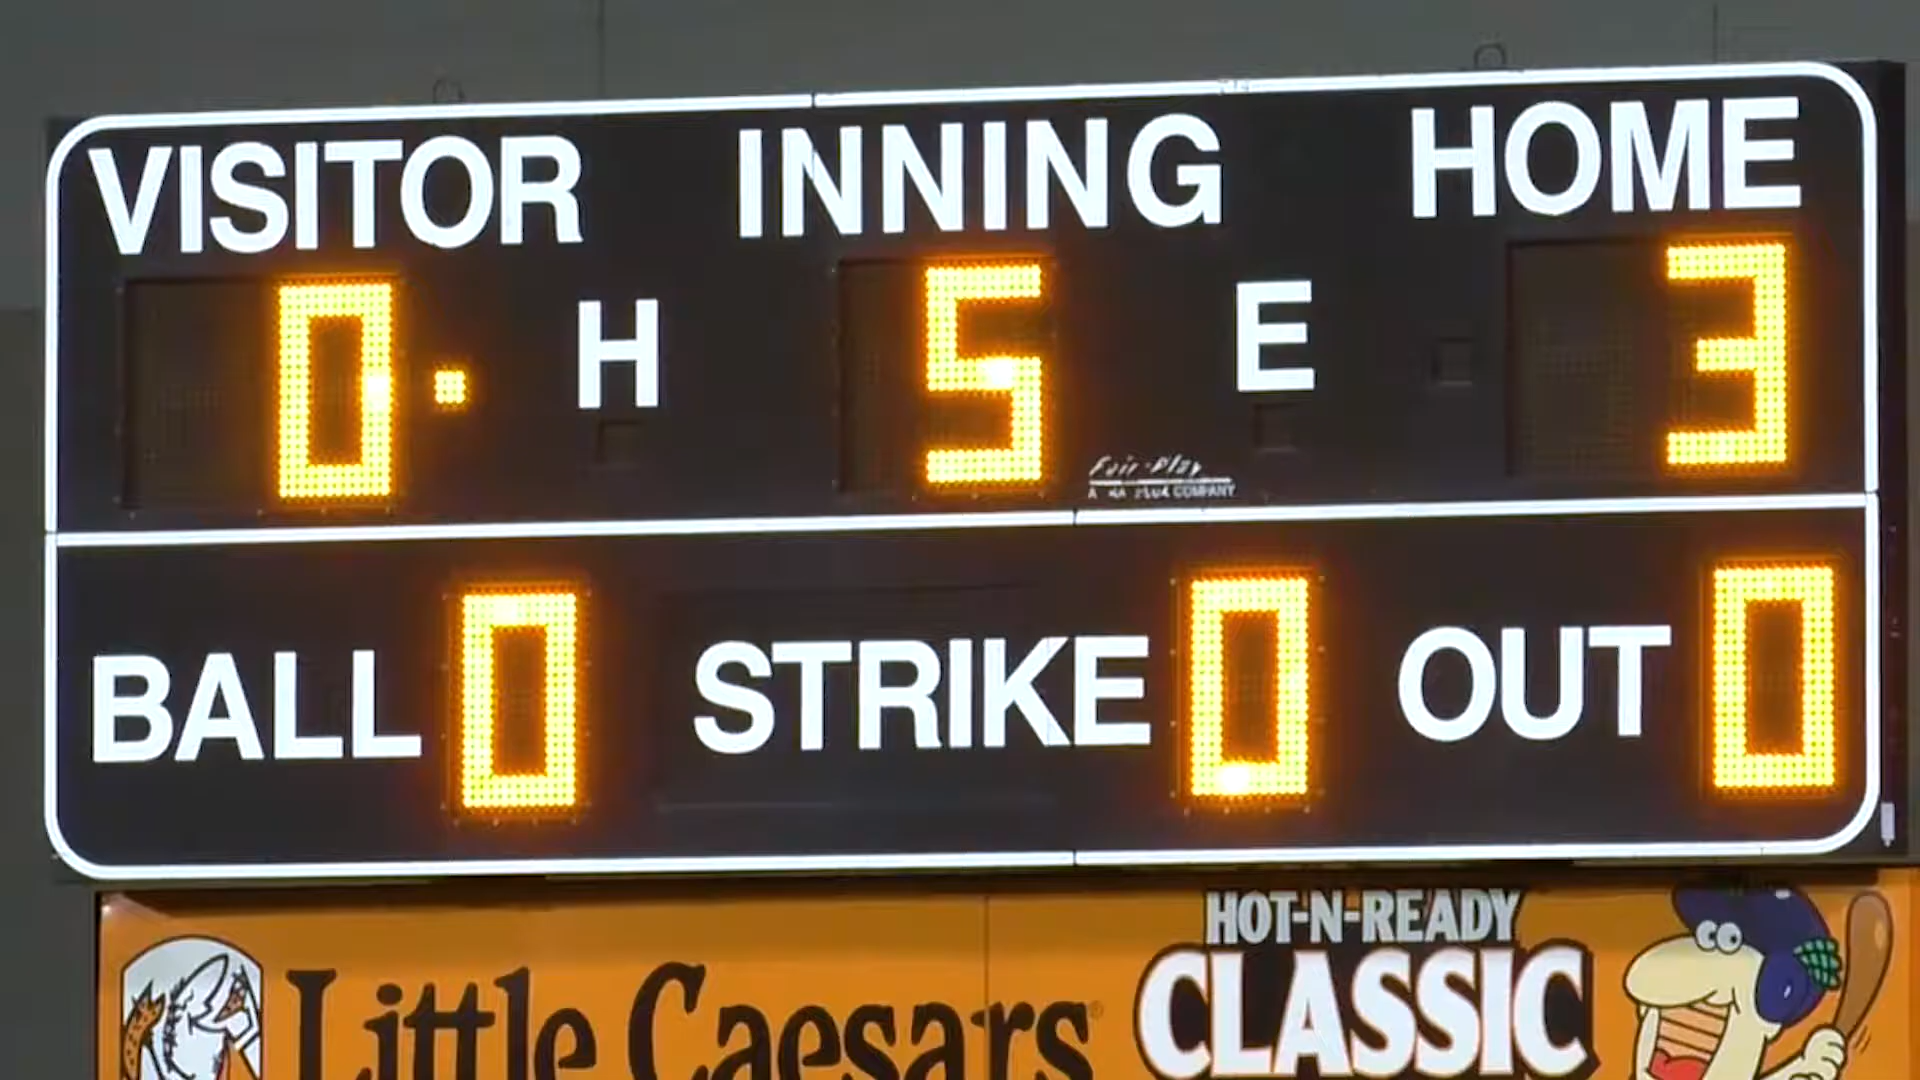 VISITOR INNING HOME
0 H 5 E 3
Fair-Play
A COMPANY
BALL 0 STRIKE 0 OUT 0
HOT-N-READY
Little Caesars® CLASSIC